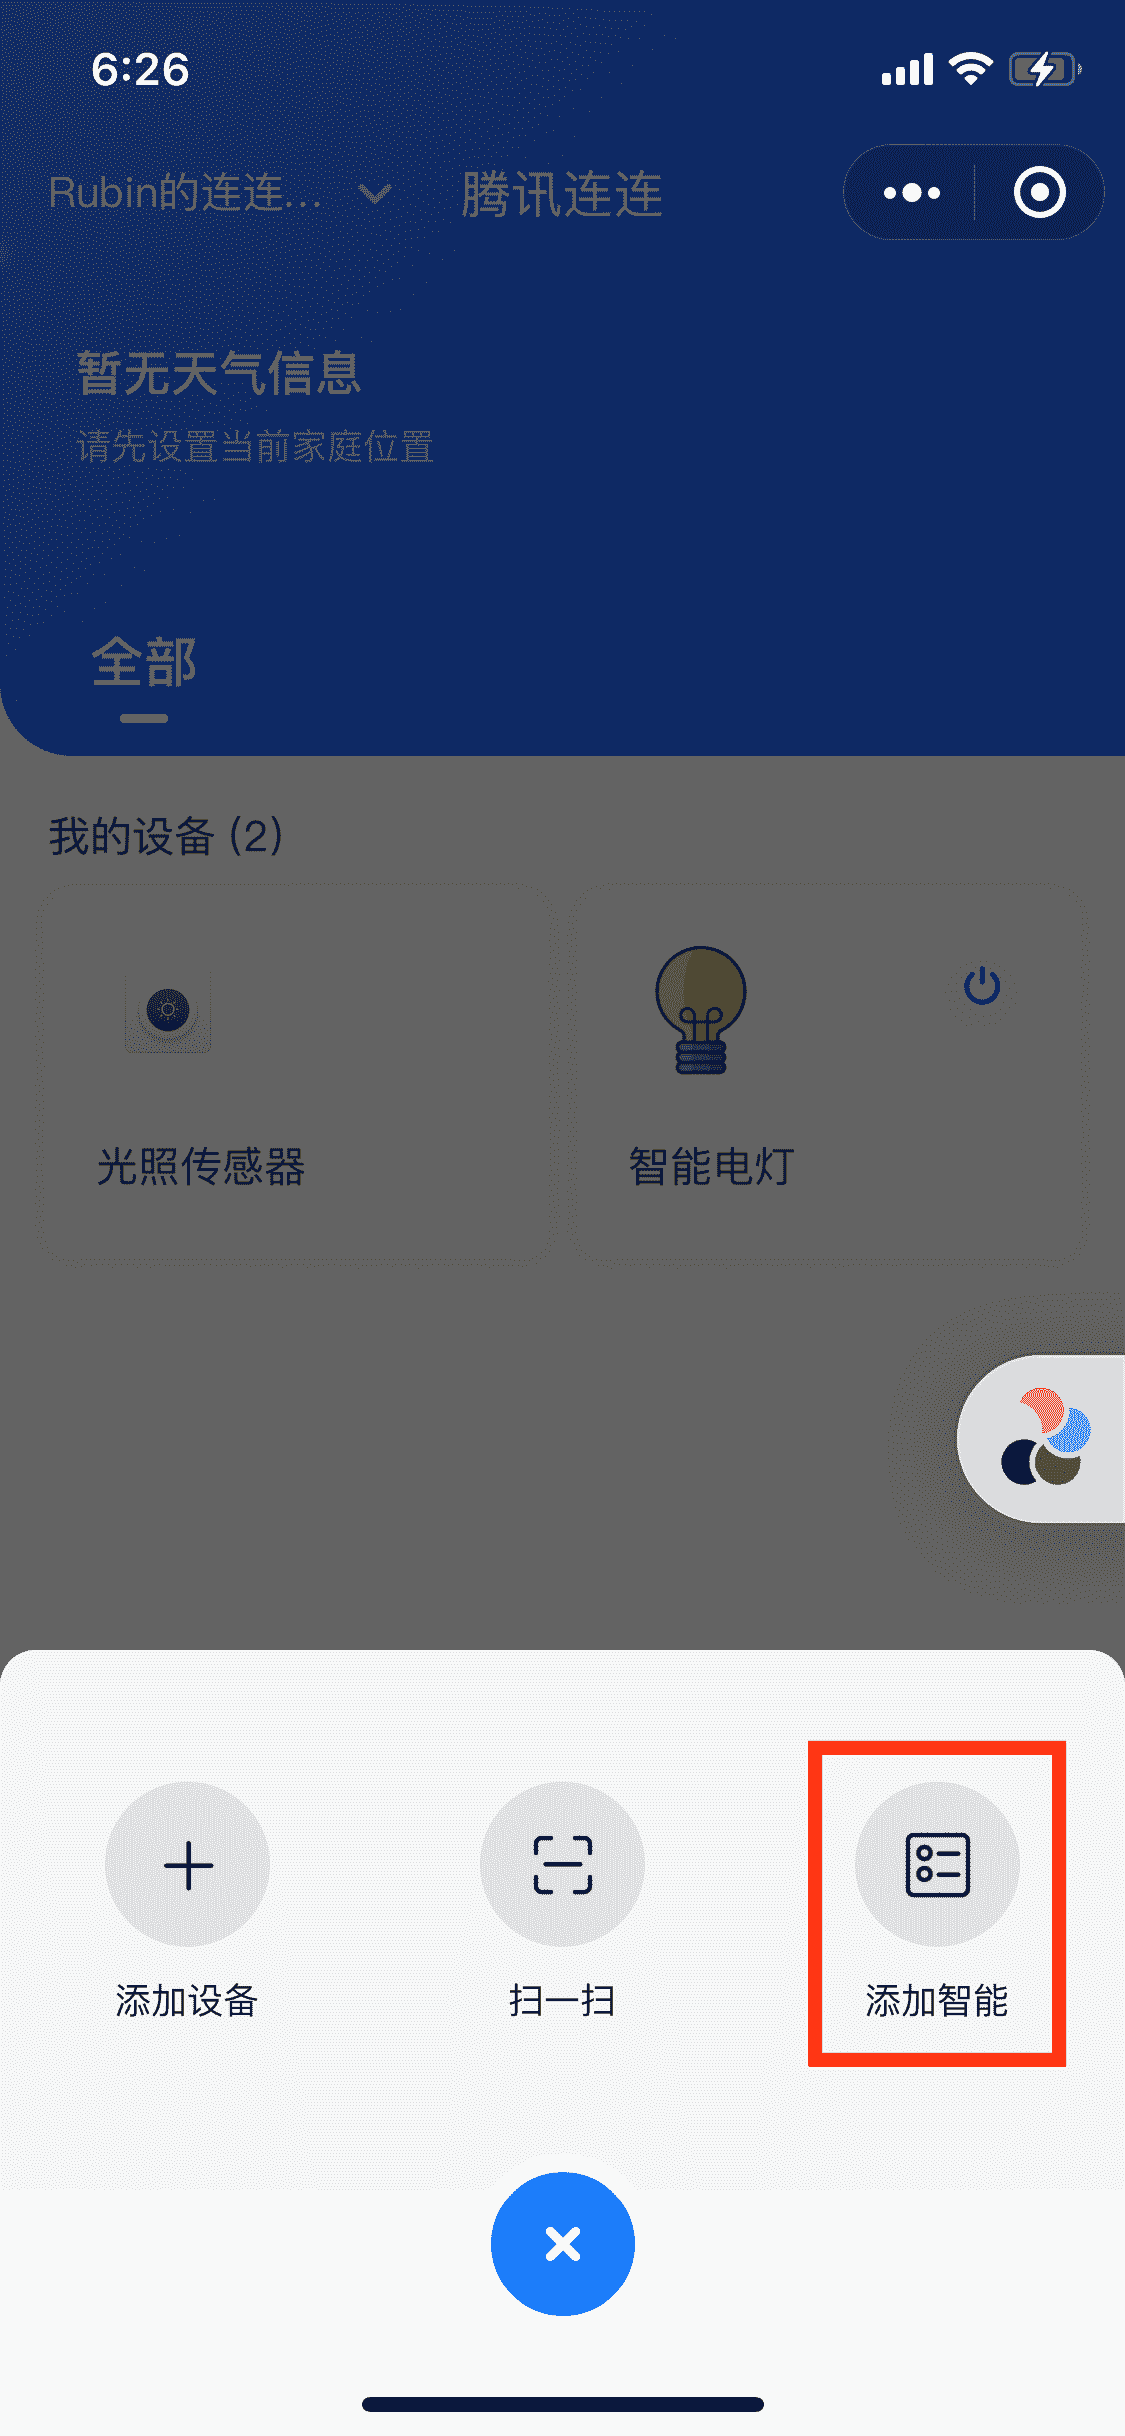 6:26
Rubin的连连... 腾讯连连
暂无天气信息
请先设置当前家庭位置
全部
我的设备 (2)
光照传感器 智能电灯
添加设备 扫一扫 添加智能